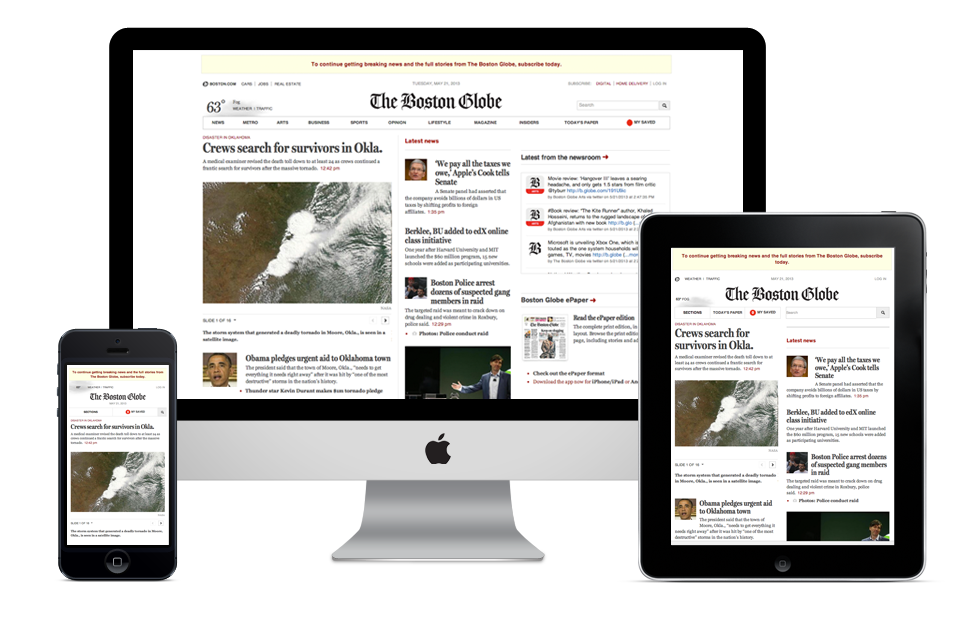 To continue getting breaking news and the full stories from The Boston Globe, subscribe today.
BOSTON.COM CARS JOBS REAL ESTATE
TUESDAY, MAY 21, 2013
SUBSCRIBE: DIGITAL HOME DELIVERY LOG IN
63°
Fog
WEATHER | TRAFFIC
The Boston Globe
Search
NEWS METRO ARTS BUSINESS SPORTS OPINION LIFESTYLE MAGAZINE INSIDERS TODAY'S PAPER MY SAVED
DISASTER IN OKLAHOMA
Crews search for survivors in Okla.
A medical examiner revised the death toll down to at least 24 as crews continued a
frantic search for survivors after the massive tornado. 12:42 pm
SLIDE 1 OF 18
The storm system that generated a deadly tornado in Moore, Okla., is seen in a
satellite image.
Obama pledges urgent aid to Oklahoma town
The president said that the town of
Moore, Okla., "needs to get
everything it needs right away" after it was hit by "one of the most
destructive" storms in the nation's history.
Thunder star Kevin Durant makes $1m tornado pledge
Latest news
'We pay all the taxes we
owe,' Apple's Cook tells
Senate
A Senate panel had asserted that
the company avoids billions of dollars in US
taxes by shifting profits to foreign
affiliates. 1:35 pm
Berklee, BU added to edX online
class initiative
One year after Harvard University and MIT
launched the $60 million program, 15 new
schools were added as participating universities.
Boston Police arrest
dozens of suspected gang
members in raid
The targeted raid was meant to crack down on
drug dealing and violent crime in Roxbury,
police said. 12:29 pm
Photos: Police conduct raid
Latest from the newsroom
Movie review: 'Hangover III' leaves a searing
headache, and only gets 1.5 stars from film critic
@tyburr
by Boston Globe Arts via twitter
#Book review: "The Kite Runner" author, Khaled
Hosseini, returns to the rugged landscape
Afghanistan with new book
by Boston Globe Arts via twitter
Microsoft is unveiling Xbox One, which
touted as the one system households will
games, TV, movies
by The Boston Globe via twitter
Boston Globe ePaper
Read the ePaper edition
The complete print edition, in
layout. Browse the print edition
page, including stories and ad
Check out the ePaper format
Download the app now for iPhone/iPad or An
To continue getting breaking news and the full stories from
The Boston Globe, subscribe today.
WEATHER TRAFFIC
LOG IN
The Boston Globe
MAY 21, 2013
SECTIONS MY SAVED
DISASTER IN OKLAHOMA
Crews search for survivors in Okla.
A medical examiner revised the death toll down to at least 24 as crews
continued a frantic search for survivors after the massive
tornado. 12:42 pm
SLIDE 1 OF 18
The storm system that generated a deadly tornado in Moore,
Okla., is seen in a satellite image.
To continue getting breaking news and the full stories from The Boston Globe, subscribe
today.
WEATHER | TRAFFIC
MAY 21, 2013
LOG IN
FOG
The Boston Globe
SECTIONS TODAY'S PAPER MY SAVED
Search
DISASTER IN OKLAHOMA
Crews search for
survivors in Okla.
A medical examiner revised the death toll down to at
least 24 as crews continued a frantic search for
survivors after the massive tornado. 12:42 pm
SLIDE 1 OF 18
The storm system that generated a deadly tornado
in Moore, Okla., is seen in a satellite image.
Obama pledges urgent aid
to Oklahoma town
The president said that the town of
Moore, Okla., "needs to get everything it
needs right away" after it was hit by "one of the most
destructive" storms in the nation's history.
Latest news
'We pay all the taxes we
owe,' Apple's Cook tells
Senate
A Senate panel had asserted that
the company avoids billions of dollars in US taxes by
shifting profits to foreign affiliates. 1:35 pm
Berklee, BU added to edX online
class initiative
One year after Harvard University and MIT launched
the $60 million program, 15 new schools were added
as participating universities.
Boston Police arrest dozens
of suspected gang members
in raid
The targeted raid was meant to crack down on drug
dealing and violent crime in Roxbury, police
said. 12:29 pm
Photos: Police conduct raid